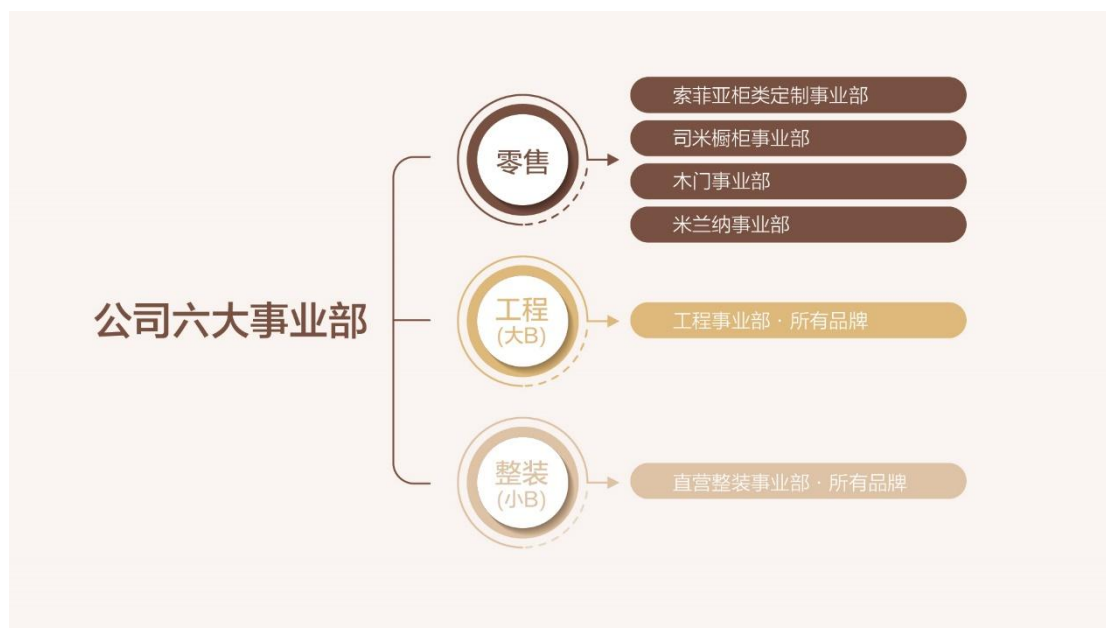 公司六大事业部
零售
索菲亚柜类定制事业部
司米橱柜事业部
木门事业部
米兰纳事业部
工程
(大B)
工程事业部 · 所有品牌
整装
(小B)
直营整装事业部 · 所有品牌